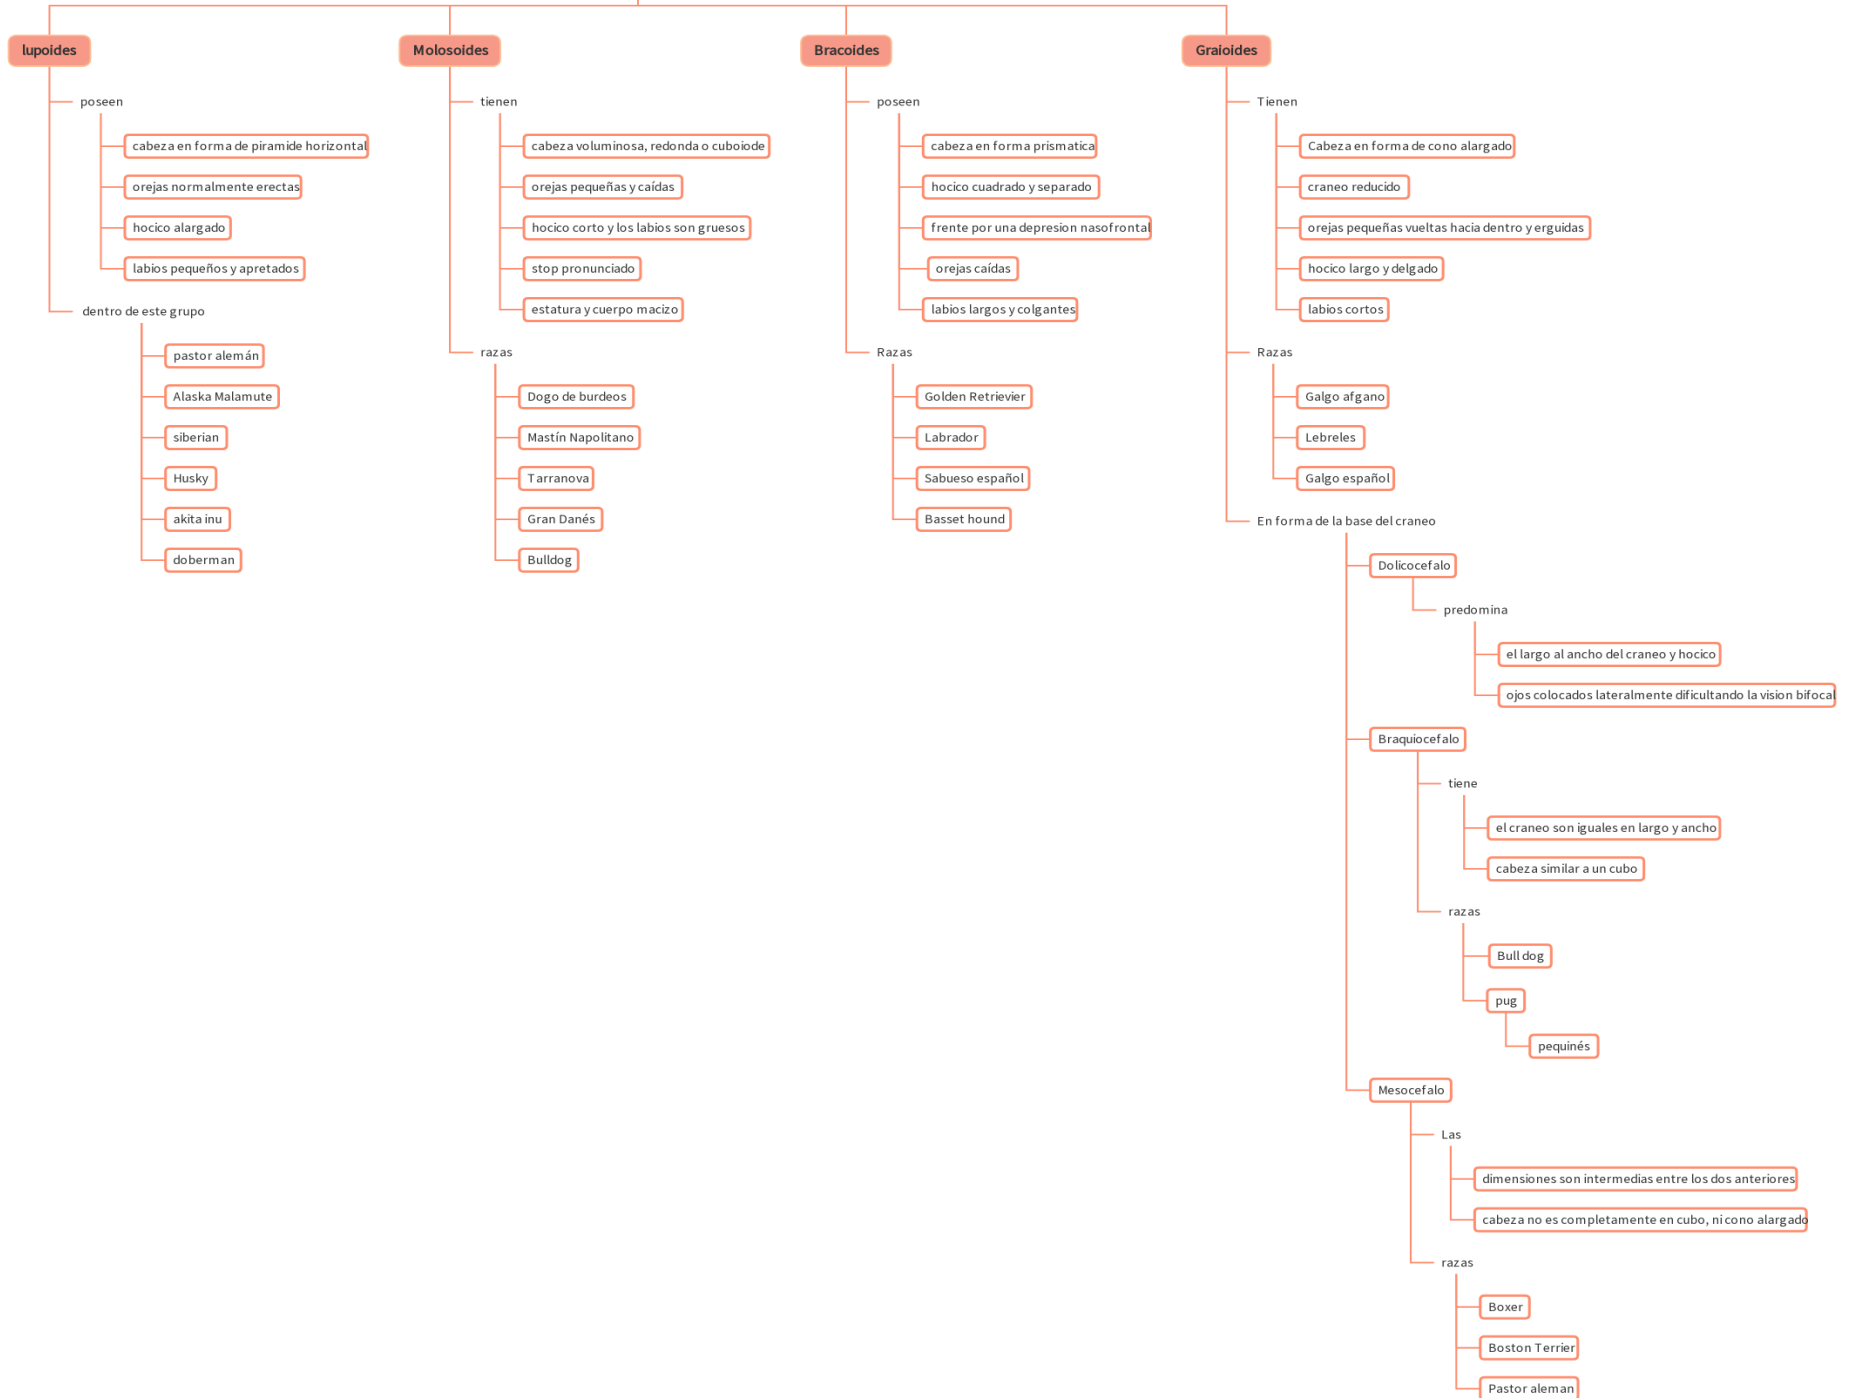 lupoides
poseen
cabeza en forma de piramide horizontal
orejas normalmente erectas
hocico alargado
labios pequeños y apretados
dentro de este grupo
pastor alemán
Alaska Malamute
siberian
Husky
akita inu
doberman
Molosoides
tienen
cabeza voluminosa, redonda o cuboiode
orejas pequeñas y caídas
hocico corto y los labios son gruesos
stop pronunciado
estatura y cuerpo macizo
razas
Dogo de burdeos
Mastín Napolitano
Tarranova
Gran Danés
Bulldog
Bracoides
poseen
cabeza en forma prismatica
hocico cuadrado y separado
frente por una depresion nasofrontal
orejas caídas
labios largos y colgantes
Razas
Golden Retrievier
Labrador
Sabueso español
Basset hound
Graioides
Tienen
Cabeza en forma de cono alargado
craneo reducido
orejas pequeñas vueltas hacia dentro y erguidas
hocico largo y delgado
labios cortos
Razas
Galgo afgano
Lebreles
Galgo español
En forma de la base del craneo
Dolicocefalo
predomina
el largo al ancho del craneo y hocico
ojos colocados lateralmente dificultando la vision bifocal
Braquiocefalo
tiene
el craneo son iguales en largo y ancho
cabeza similar a un cubo
razas
Bull dog
pug
pequinés
Mesocefalo
Las
dimensiones son intermedias entre los dos anteriores
cabeza no es completamente en cubo, ni cono alargado
razas
Boxer
Boston Terrier
Pastor aleman